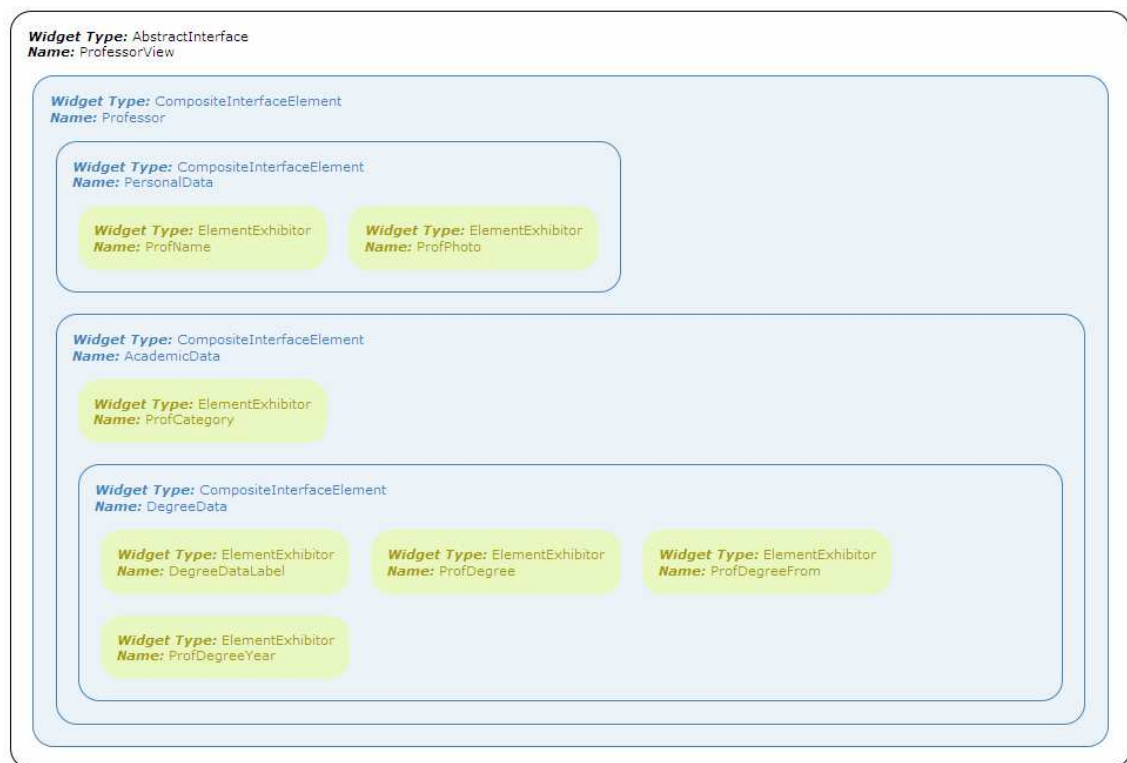 Widget Type: AbstractInterface
Name: ProfessorView
Widget Type: CompositeInterfaceElement
Name: Professor
Widget Type: CompositeInterfaceElement
Name: PersonalData
Widget Type: ElementExhibitor
Name: ProfName
Widget Type: ElementExhibitor
Name: ProfPhoto
Widget Type: CompositeInterfaceElement
Name: AcademicData
Widget Type: ElementExhibitor
Name: ProfCategory
Widget Type: CompositeInterfaceElement
Name: DegreeData
Widget Type: ElementExhibitor
Name: DegreeDataLabel
Widget Type: ElementExhibitor
Name: ProfDegree
Widget Type: ElementExhibitor
Name: ProfDegreeFrom
Widget Type: ElementExhibitor
Name: ProfDegreeYear